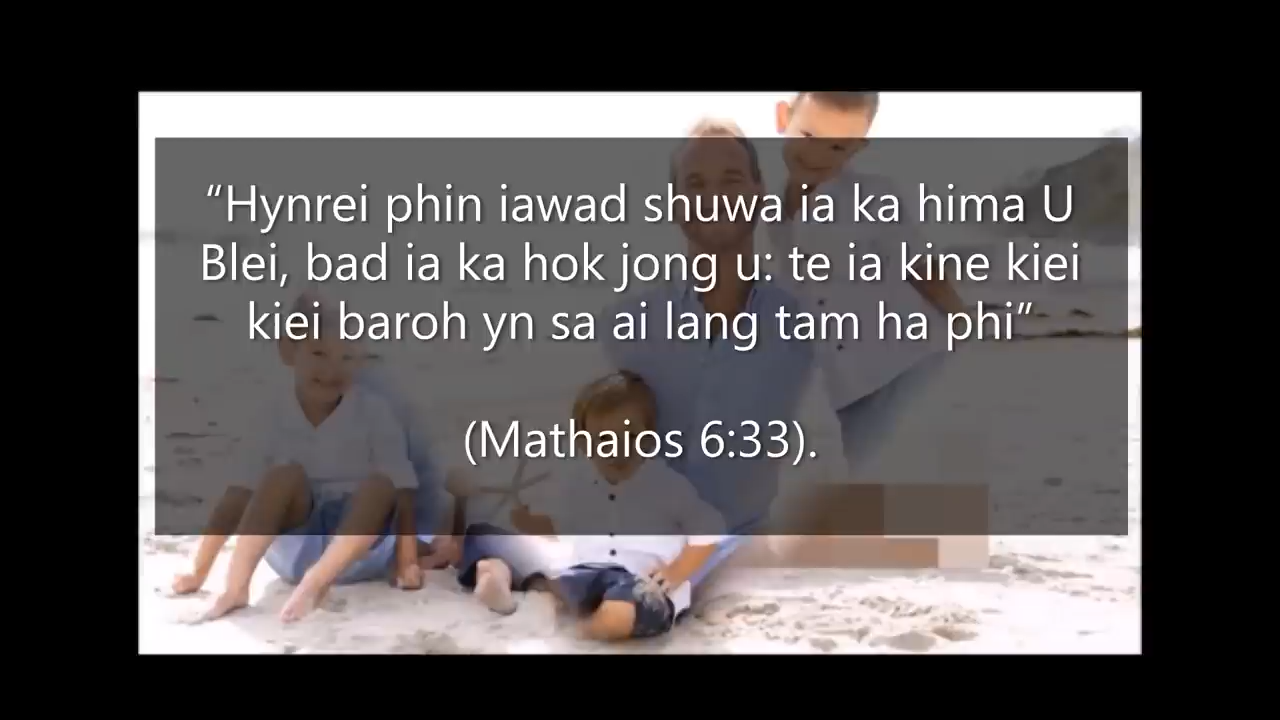 “Hynrei phin iawad shuwa ia ka hima U
Blei, bad ia ka hok jong u: te ia kine kiei
kiei baroh yn sa ai lang tam ha phi”
(Mathaios 6:33).